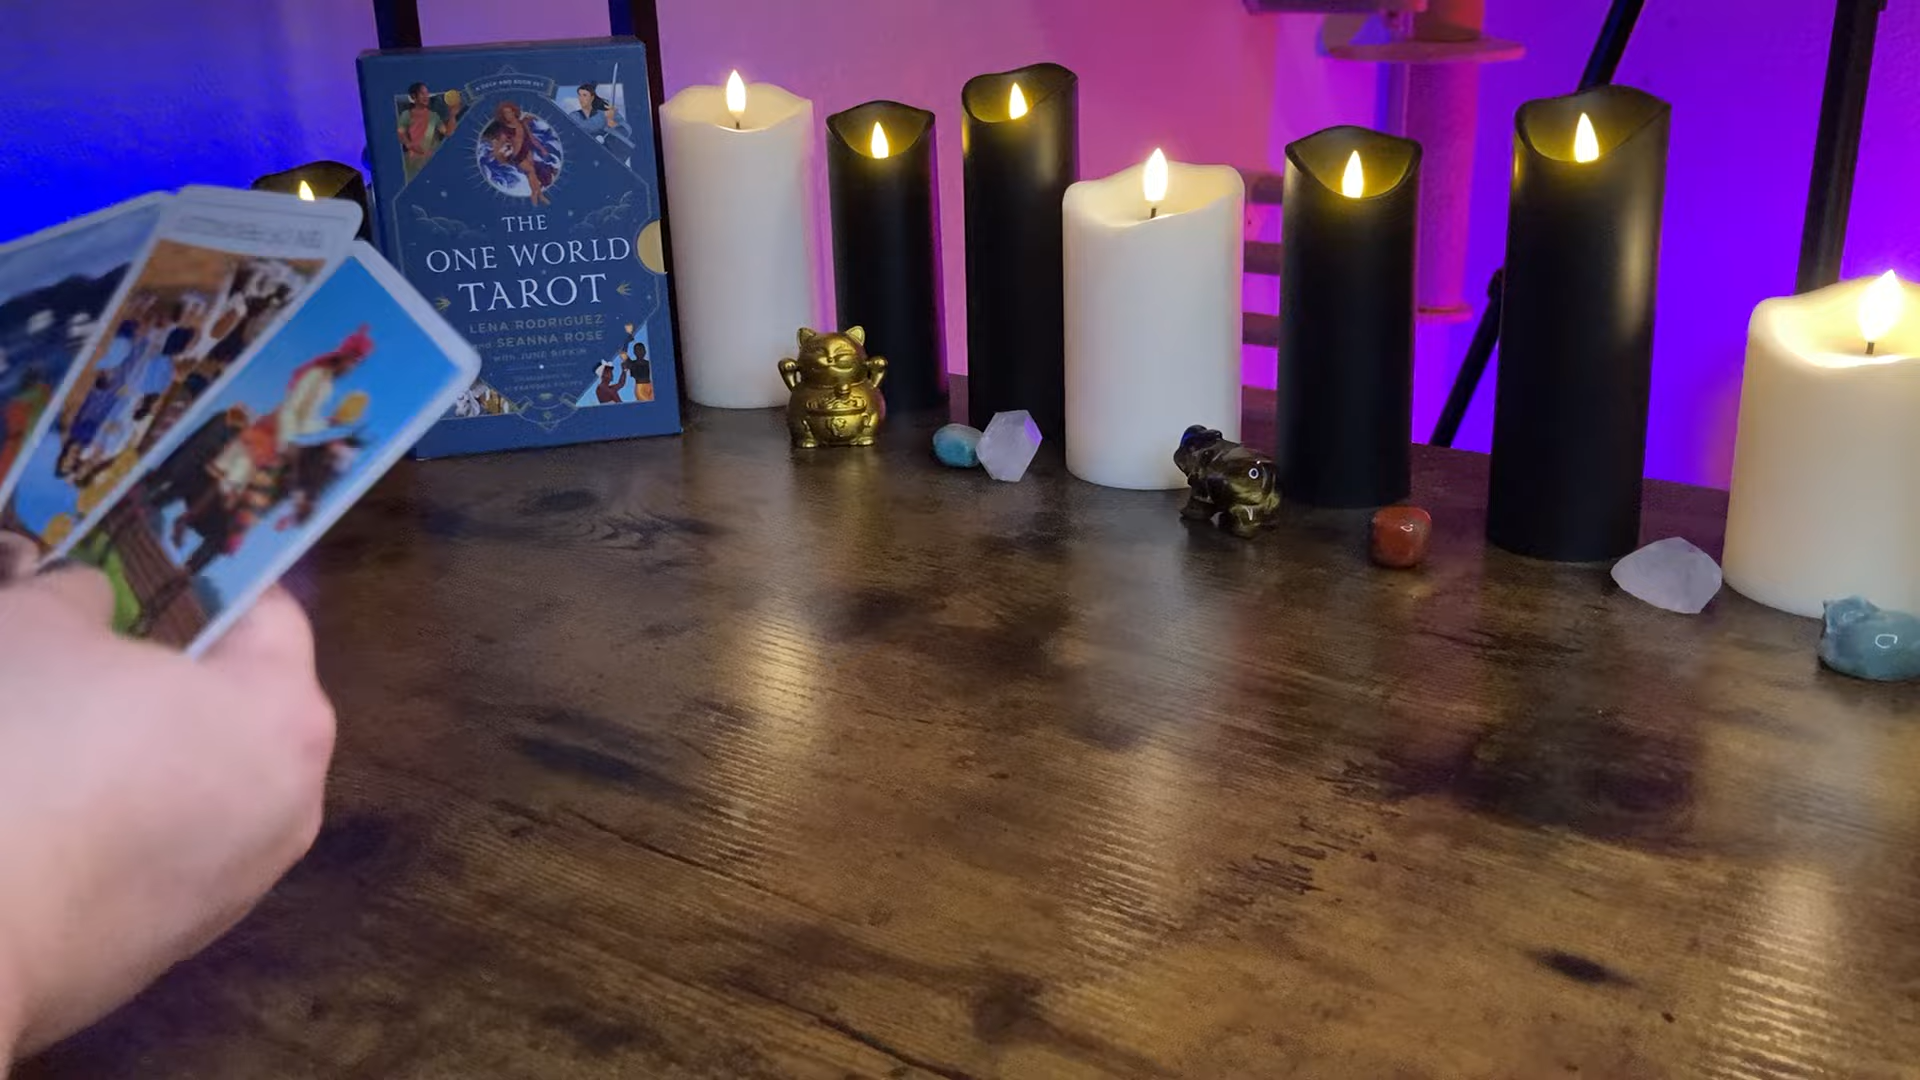 A DECK AND BOOK SET
THE
ONE WORLD
TAROT
LENA RODRIGUEZ
and SEANNA ROSE
with JUNE RIFKIN